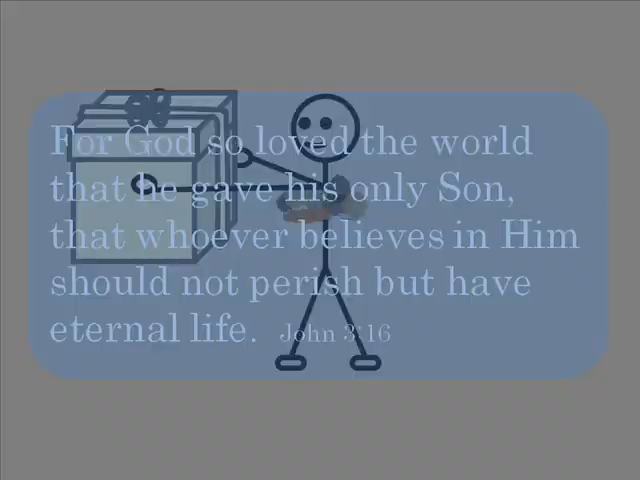 For God so loved the world
that he gave his only Son,
that whoever believes in Him
should not perish but have
eternal life. John 3:16